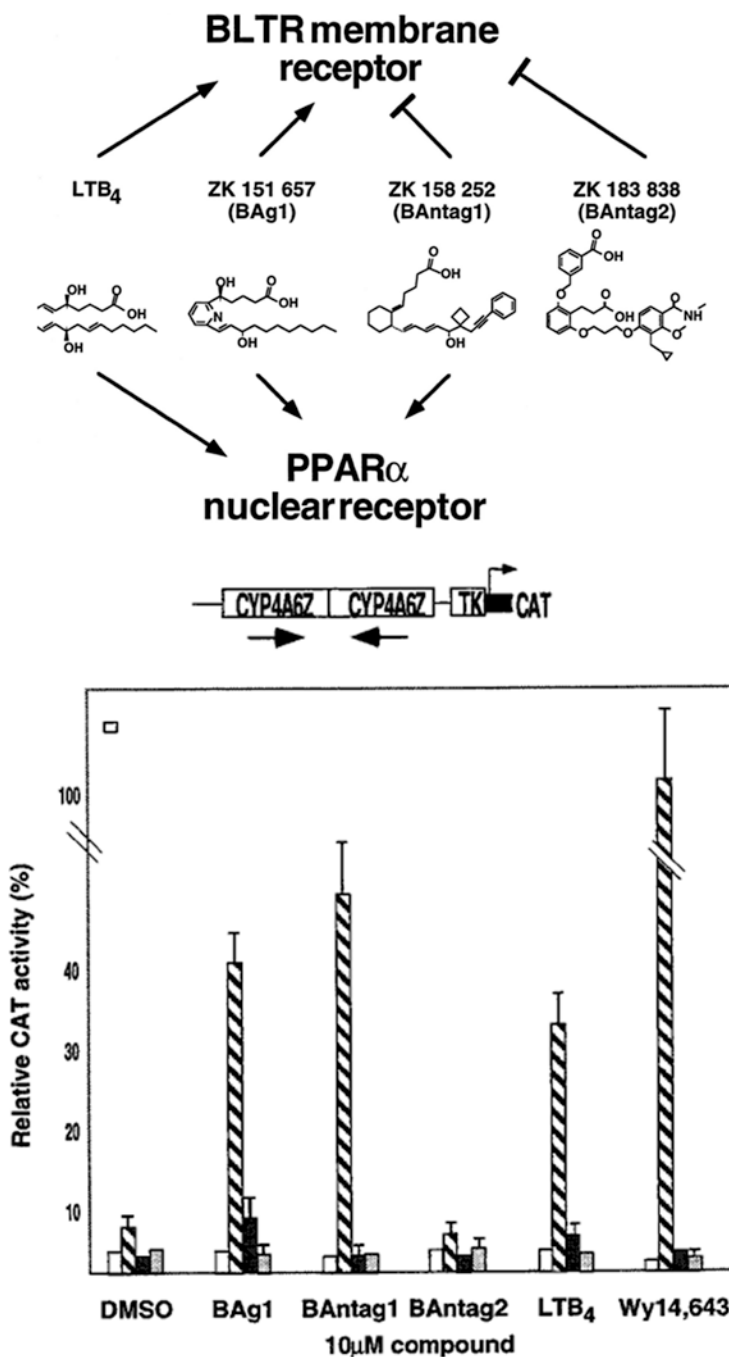 BLTR membrane
receptor
LTB4
ZK 151 657
(BAg1)
ZK 158 252
(BAntag1)
ZK 183 838
(BAntag2)
OH
O
OH
OH
OH
O
OH
N
OH
O
OH
OH
O
OH
O
O
OH
O
O
O
N
H
O
PPARα
nuclear receptor
CYP4A6Z
CYP4A6Z
TK
CAT
Relative CAT activity (%)
100
40
30
20
10
DMSO
BAg1
BAntag1
BAntag2
LTB4
Wy14,643
10μM compound